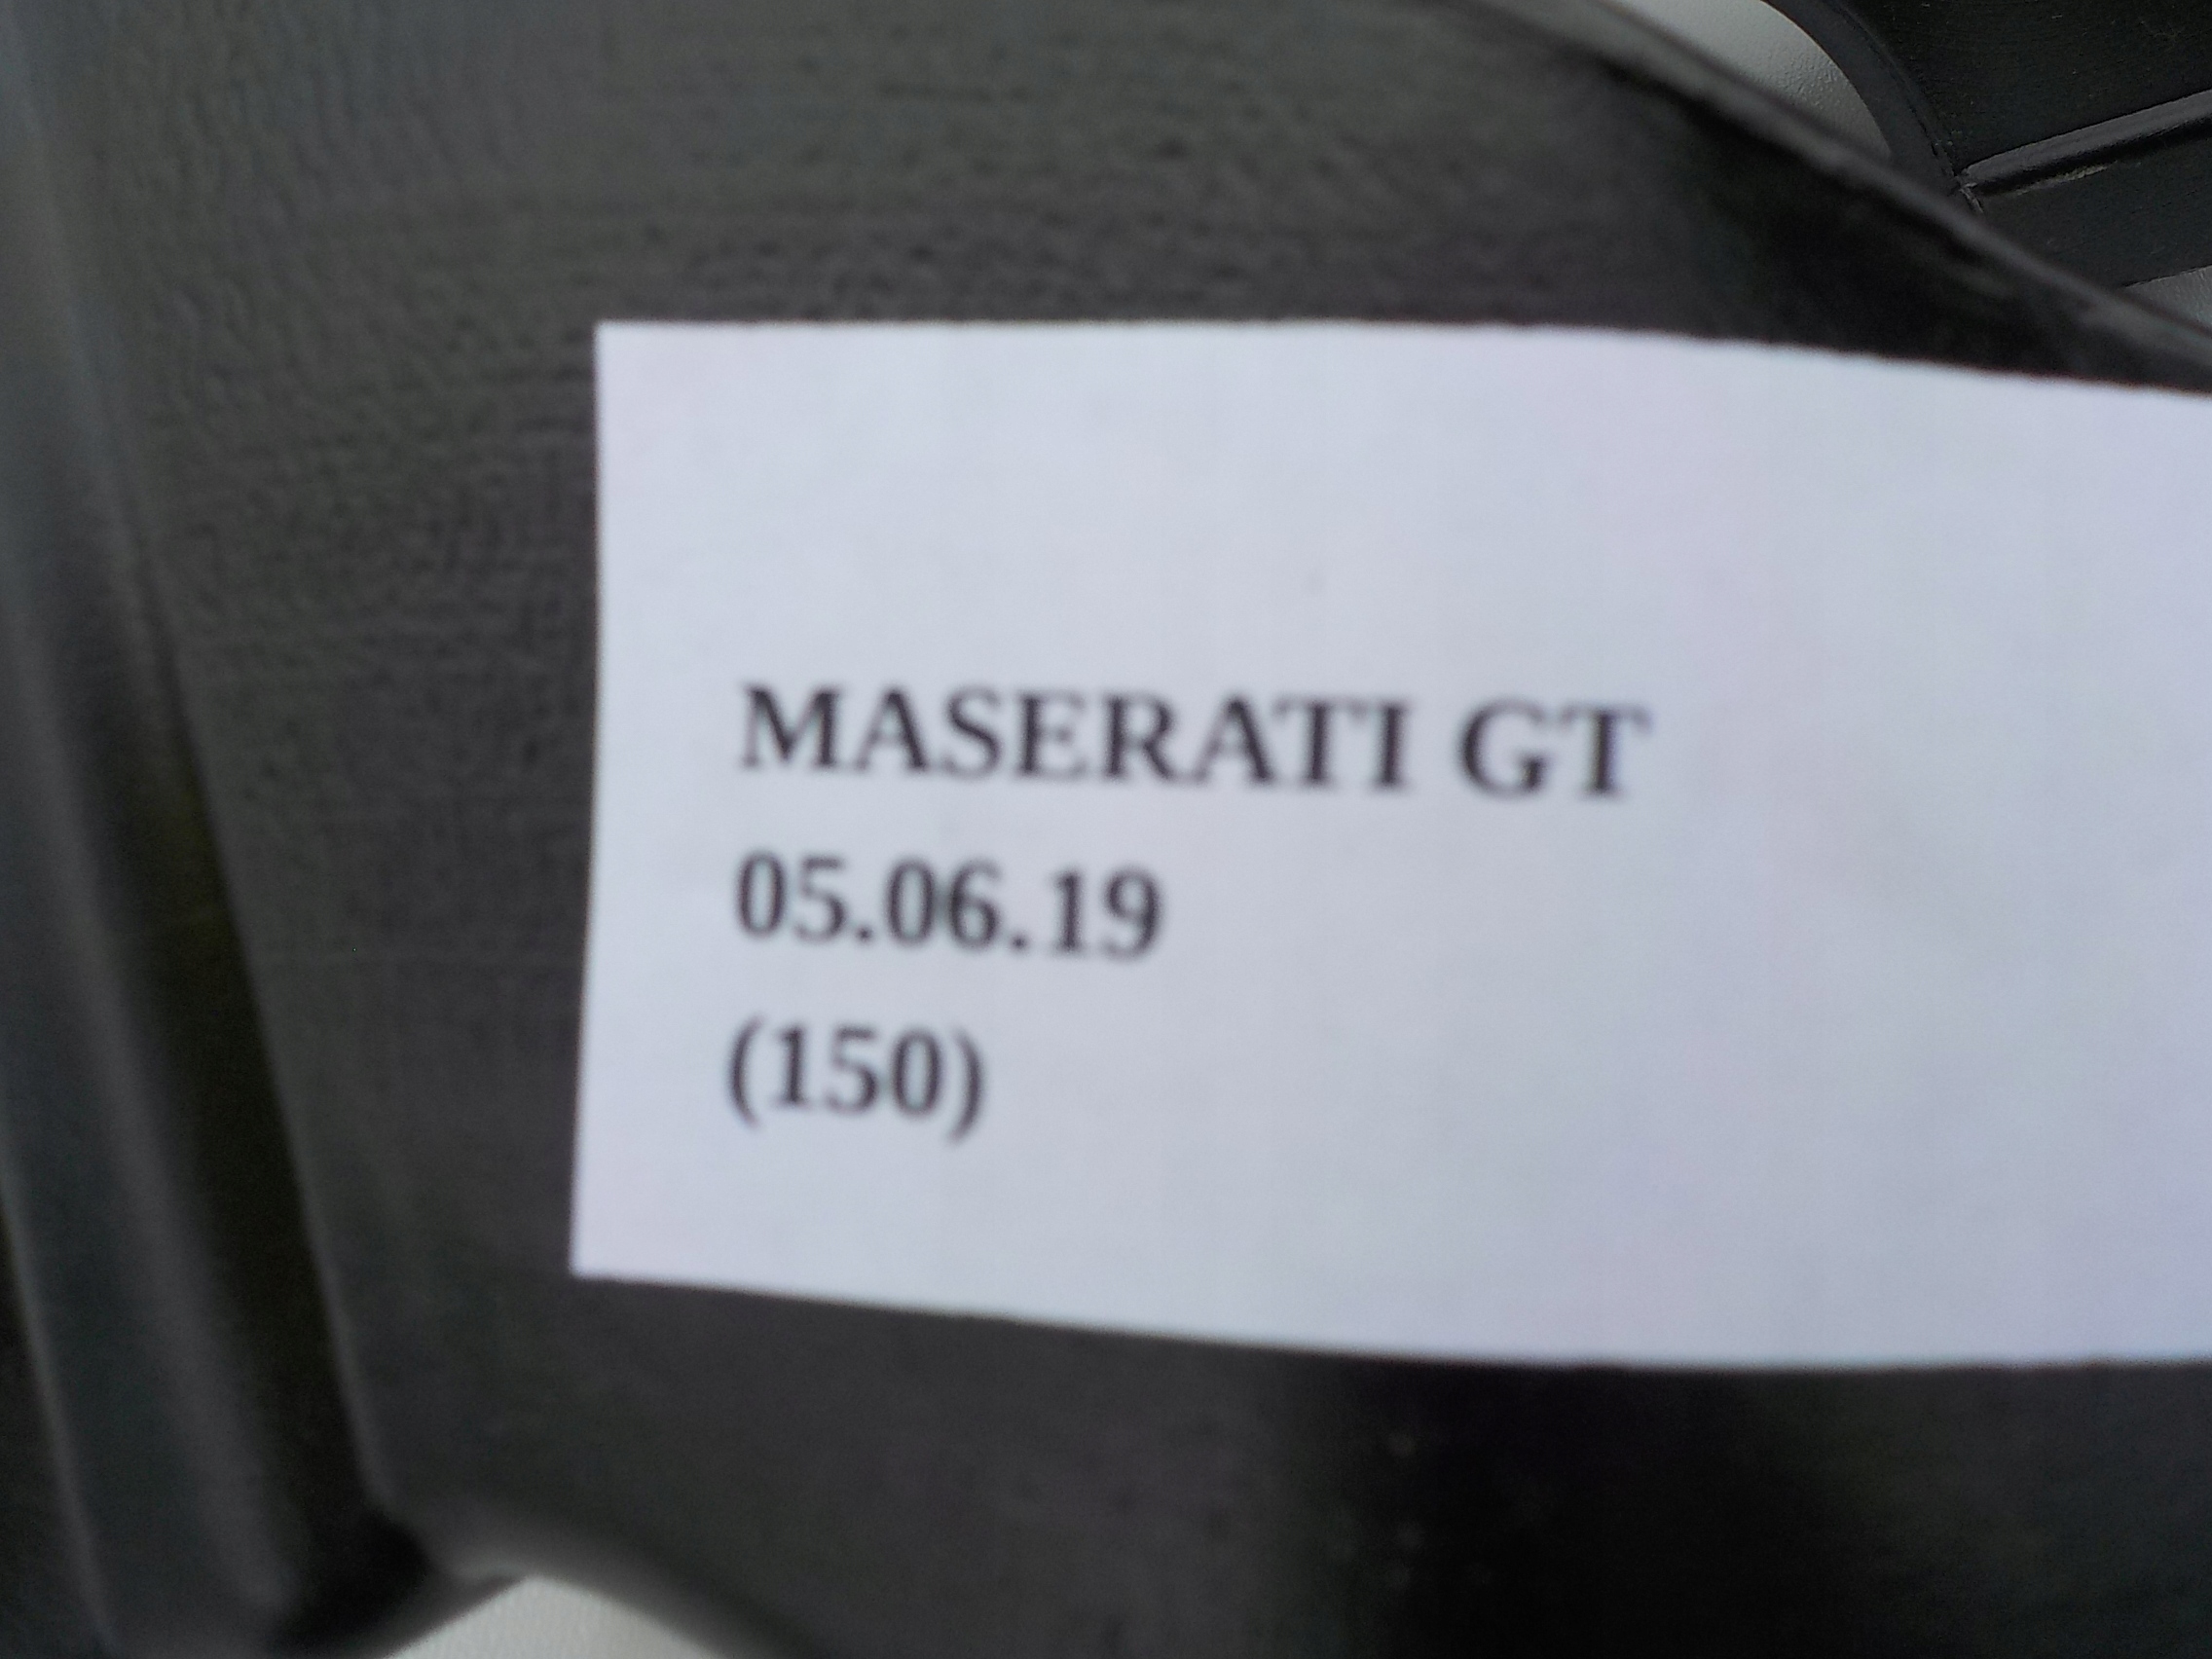 MASERATI GT
05.06.19
(150)